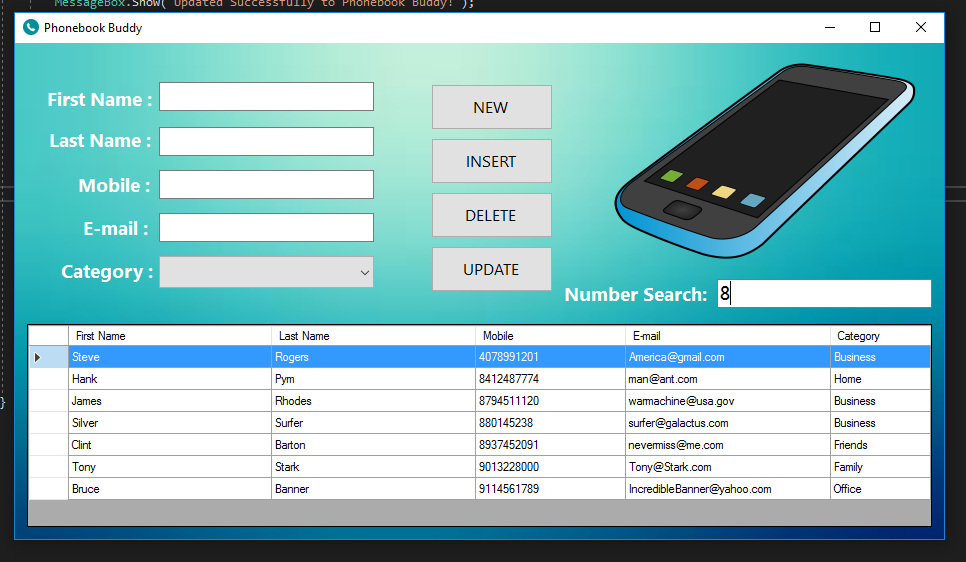 MessageBox.Show("Updated Successfully to Phonebook Buddy!");
Phonebook Buddy
First Name :
Last Name :
Mobile :
E-mail :
Category :
NEW
INSERT
DELETE
UPDATE
Number Search: 8
First Name Last Name Mobile E-mail Category
Steve Rogers 4078991201 America@gmail.com Business
Hank Pym 8412487774 man@ant.com Home
James Rhodes 8794511120 warmachine@usa.gov Business
Silver Surfer 880145238 surfer@galactus.com Business
Clint Barton 8937452091 nevermiss@me.com Friends
Tony Stark 9013228000 Tony@Stark.com Family
Bruce Banner 9114561789 IncredibleBanner@yahoo.com Office
}